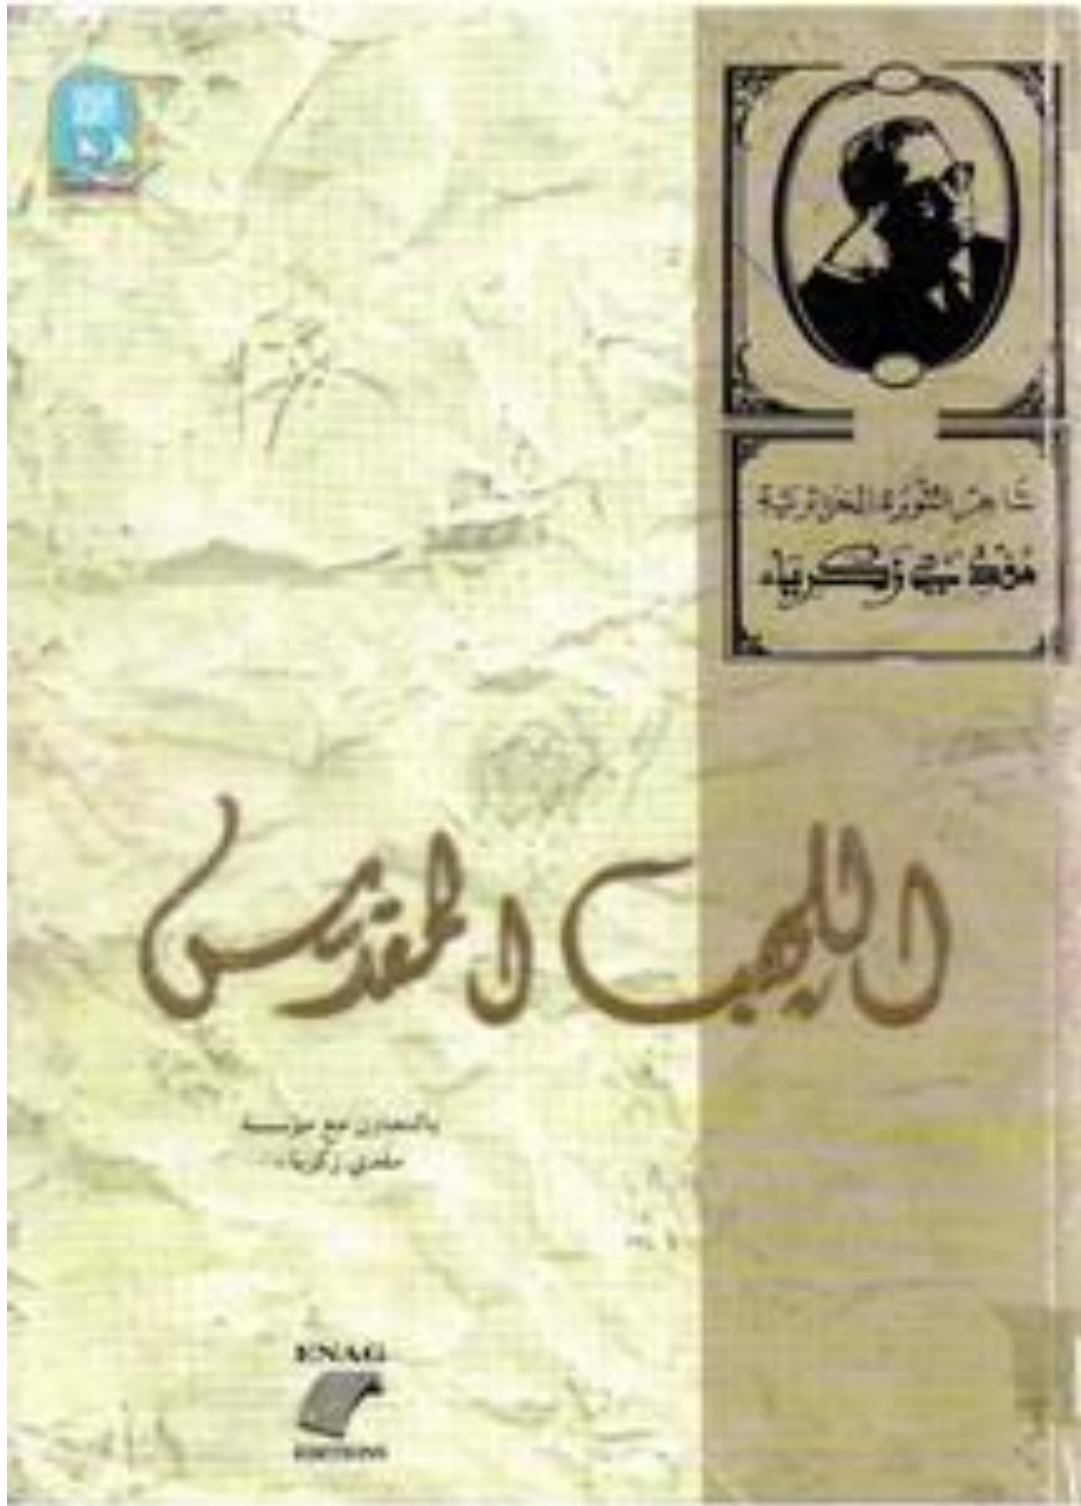 شاعر الثورة الجزائرية
مفدي زكرياء
اللهب المقدس
بالتعاون مع مؤسسة
مفدي زكرياء
ENAG
EDITIONS